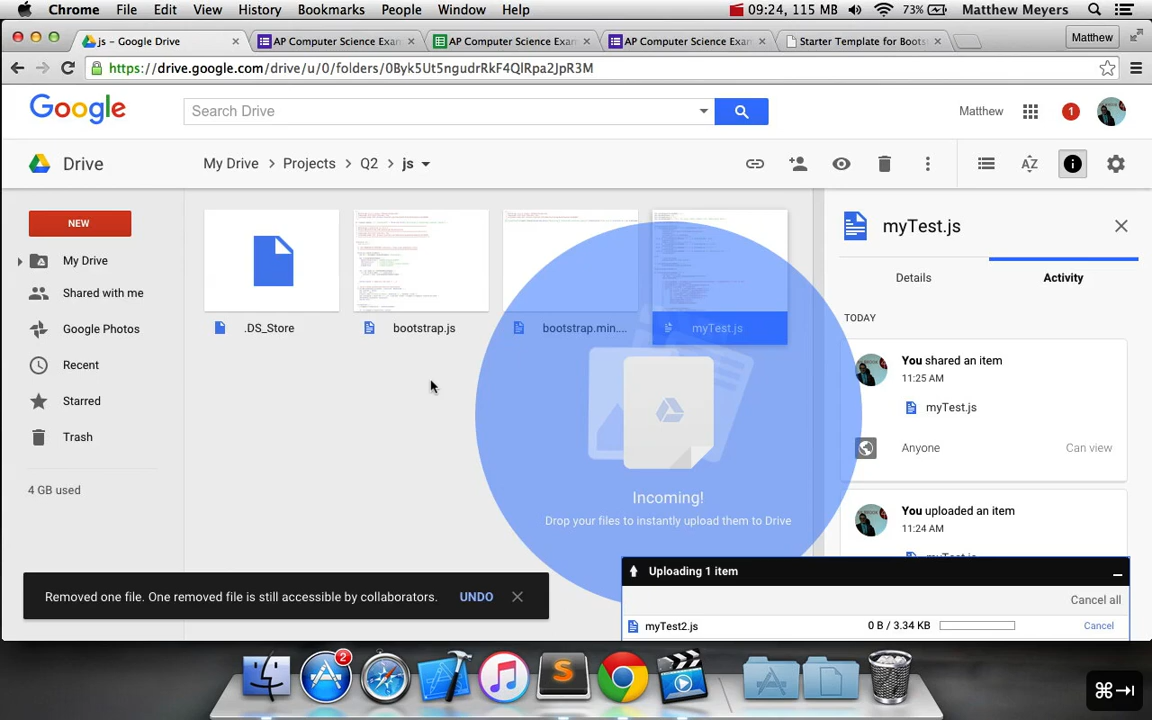 Chrome File Edit View History Bookmarks People Window Help 09:24, 115 MB 73% Matthew Meyers
js – Google Drive AP Computer Science Exan AP Computer Science Exan AP Computer Science Exan Starter Template for Boots Matthew
https://drive.google.com/drive/u/0/folders/0Byk5Ut5ngudrRkF4QlRpa2JpR3M
Google Search Drive Matthew 1
Drive My Drive > Projects > Q2 > js AZ
NEW
My Drive
Shared with me
Google Photos
Recent
Starred
Trash
4 GB used
.DS_Store bootstrap.js bootstrap.min.... myTest.js
Incoming!
Drop your files to instantly upload them to Drive
myTest.js
Details Activity
TODAY
You shared an item
11:25 AM
myTest.js
Anyone Can view
You uploaded an item
11:24 AM
myTest.js
Removed one file. One removed file is still accessible by collaborators. UNDO
Uploading 1 item
Cancel all
myTest2.js 0 B / 3.34 KB Cancel
2